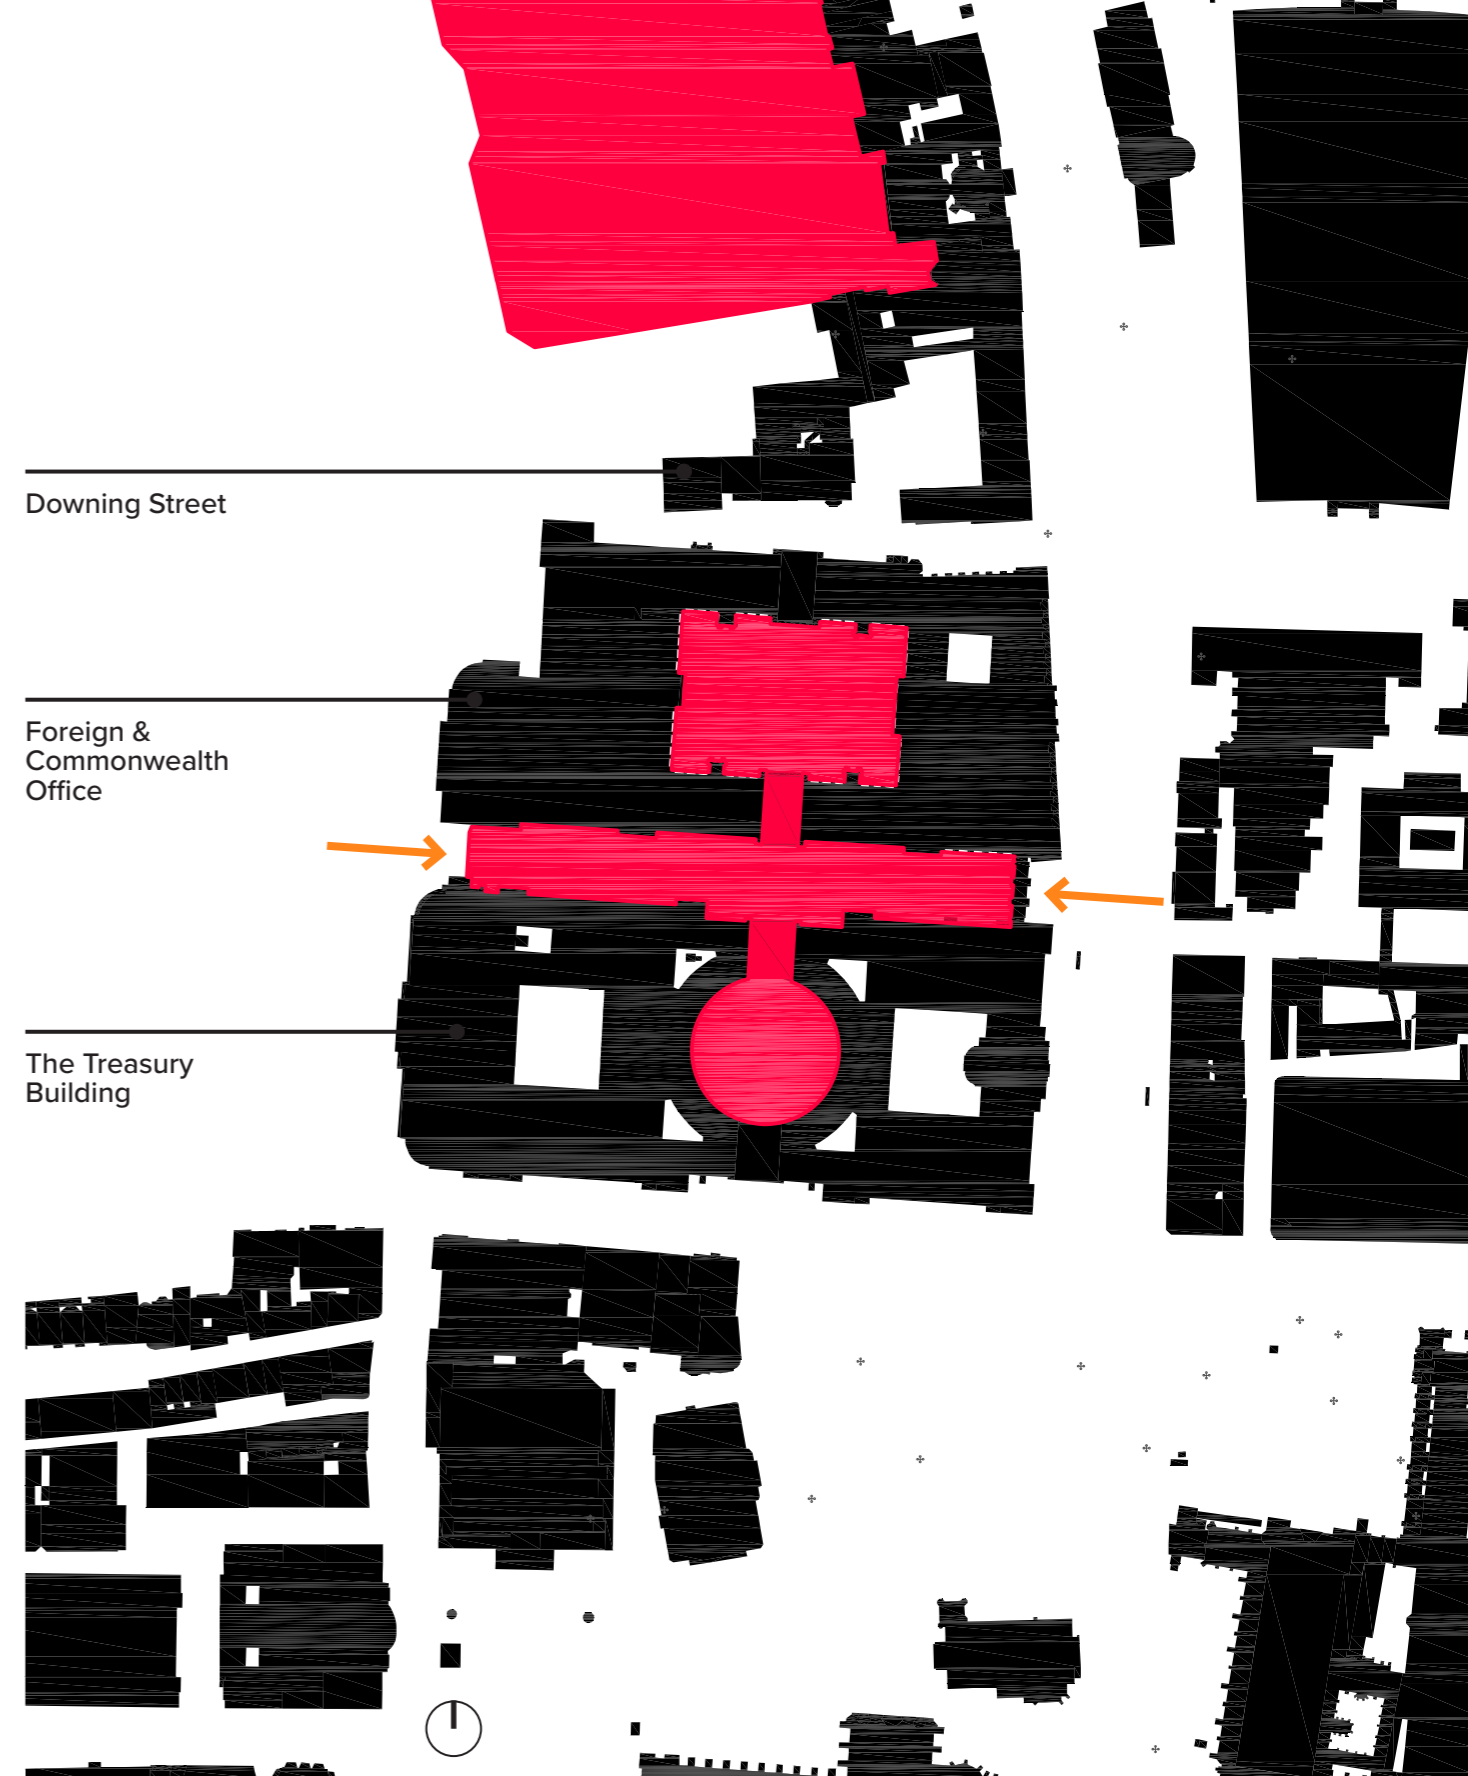 Downing Street
Foreign &
Commonwealth
Office
The Treasury
Building